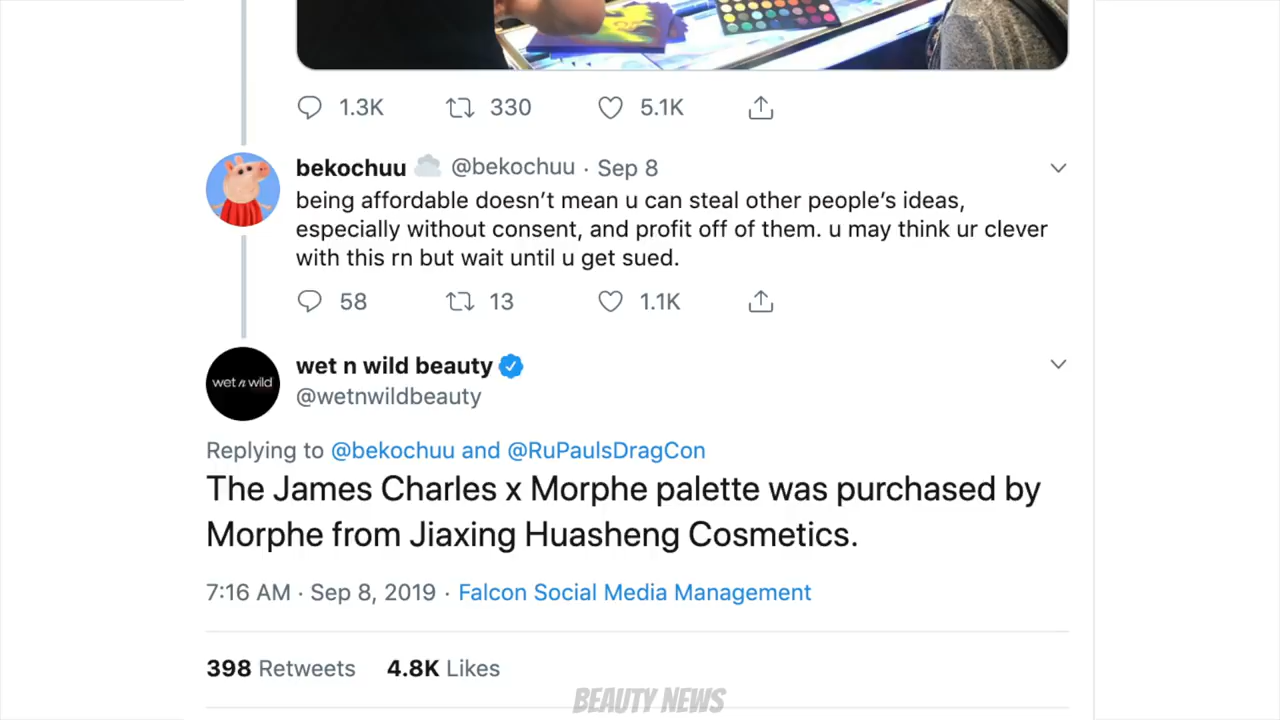 1.3K 330 5.1K
bekochuu @bekochuu · Sep 8
being affordable doesn’t mean u can steal other people’s ideas,
especially without consent, and profit off of them. u may think ur clever
with this rn but wait until u get sued.
58 13 1.1K
wet n wild
wet n wild beauty
@wetnwildbeauty
Replying to @bekochuu and @RuPaulsDragCon
The James Charles x Morphe palette was purchased by
Morphe from Jiaxing Huasheng Cosmetics.
7:16 AM · Sep 8, 2019 · Falcon Social Media Management
398 Retweets 4.8K Likes
BEAUTY NEWS